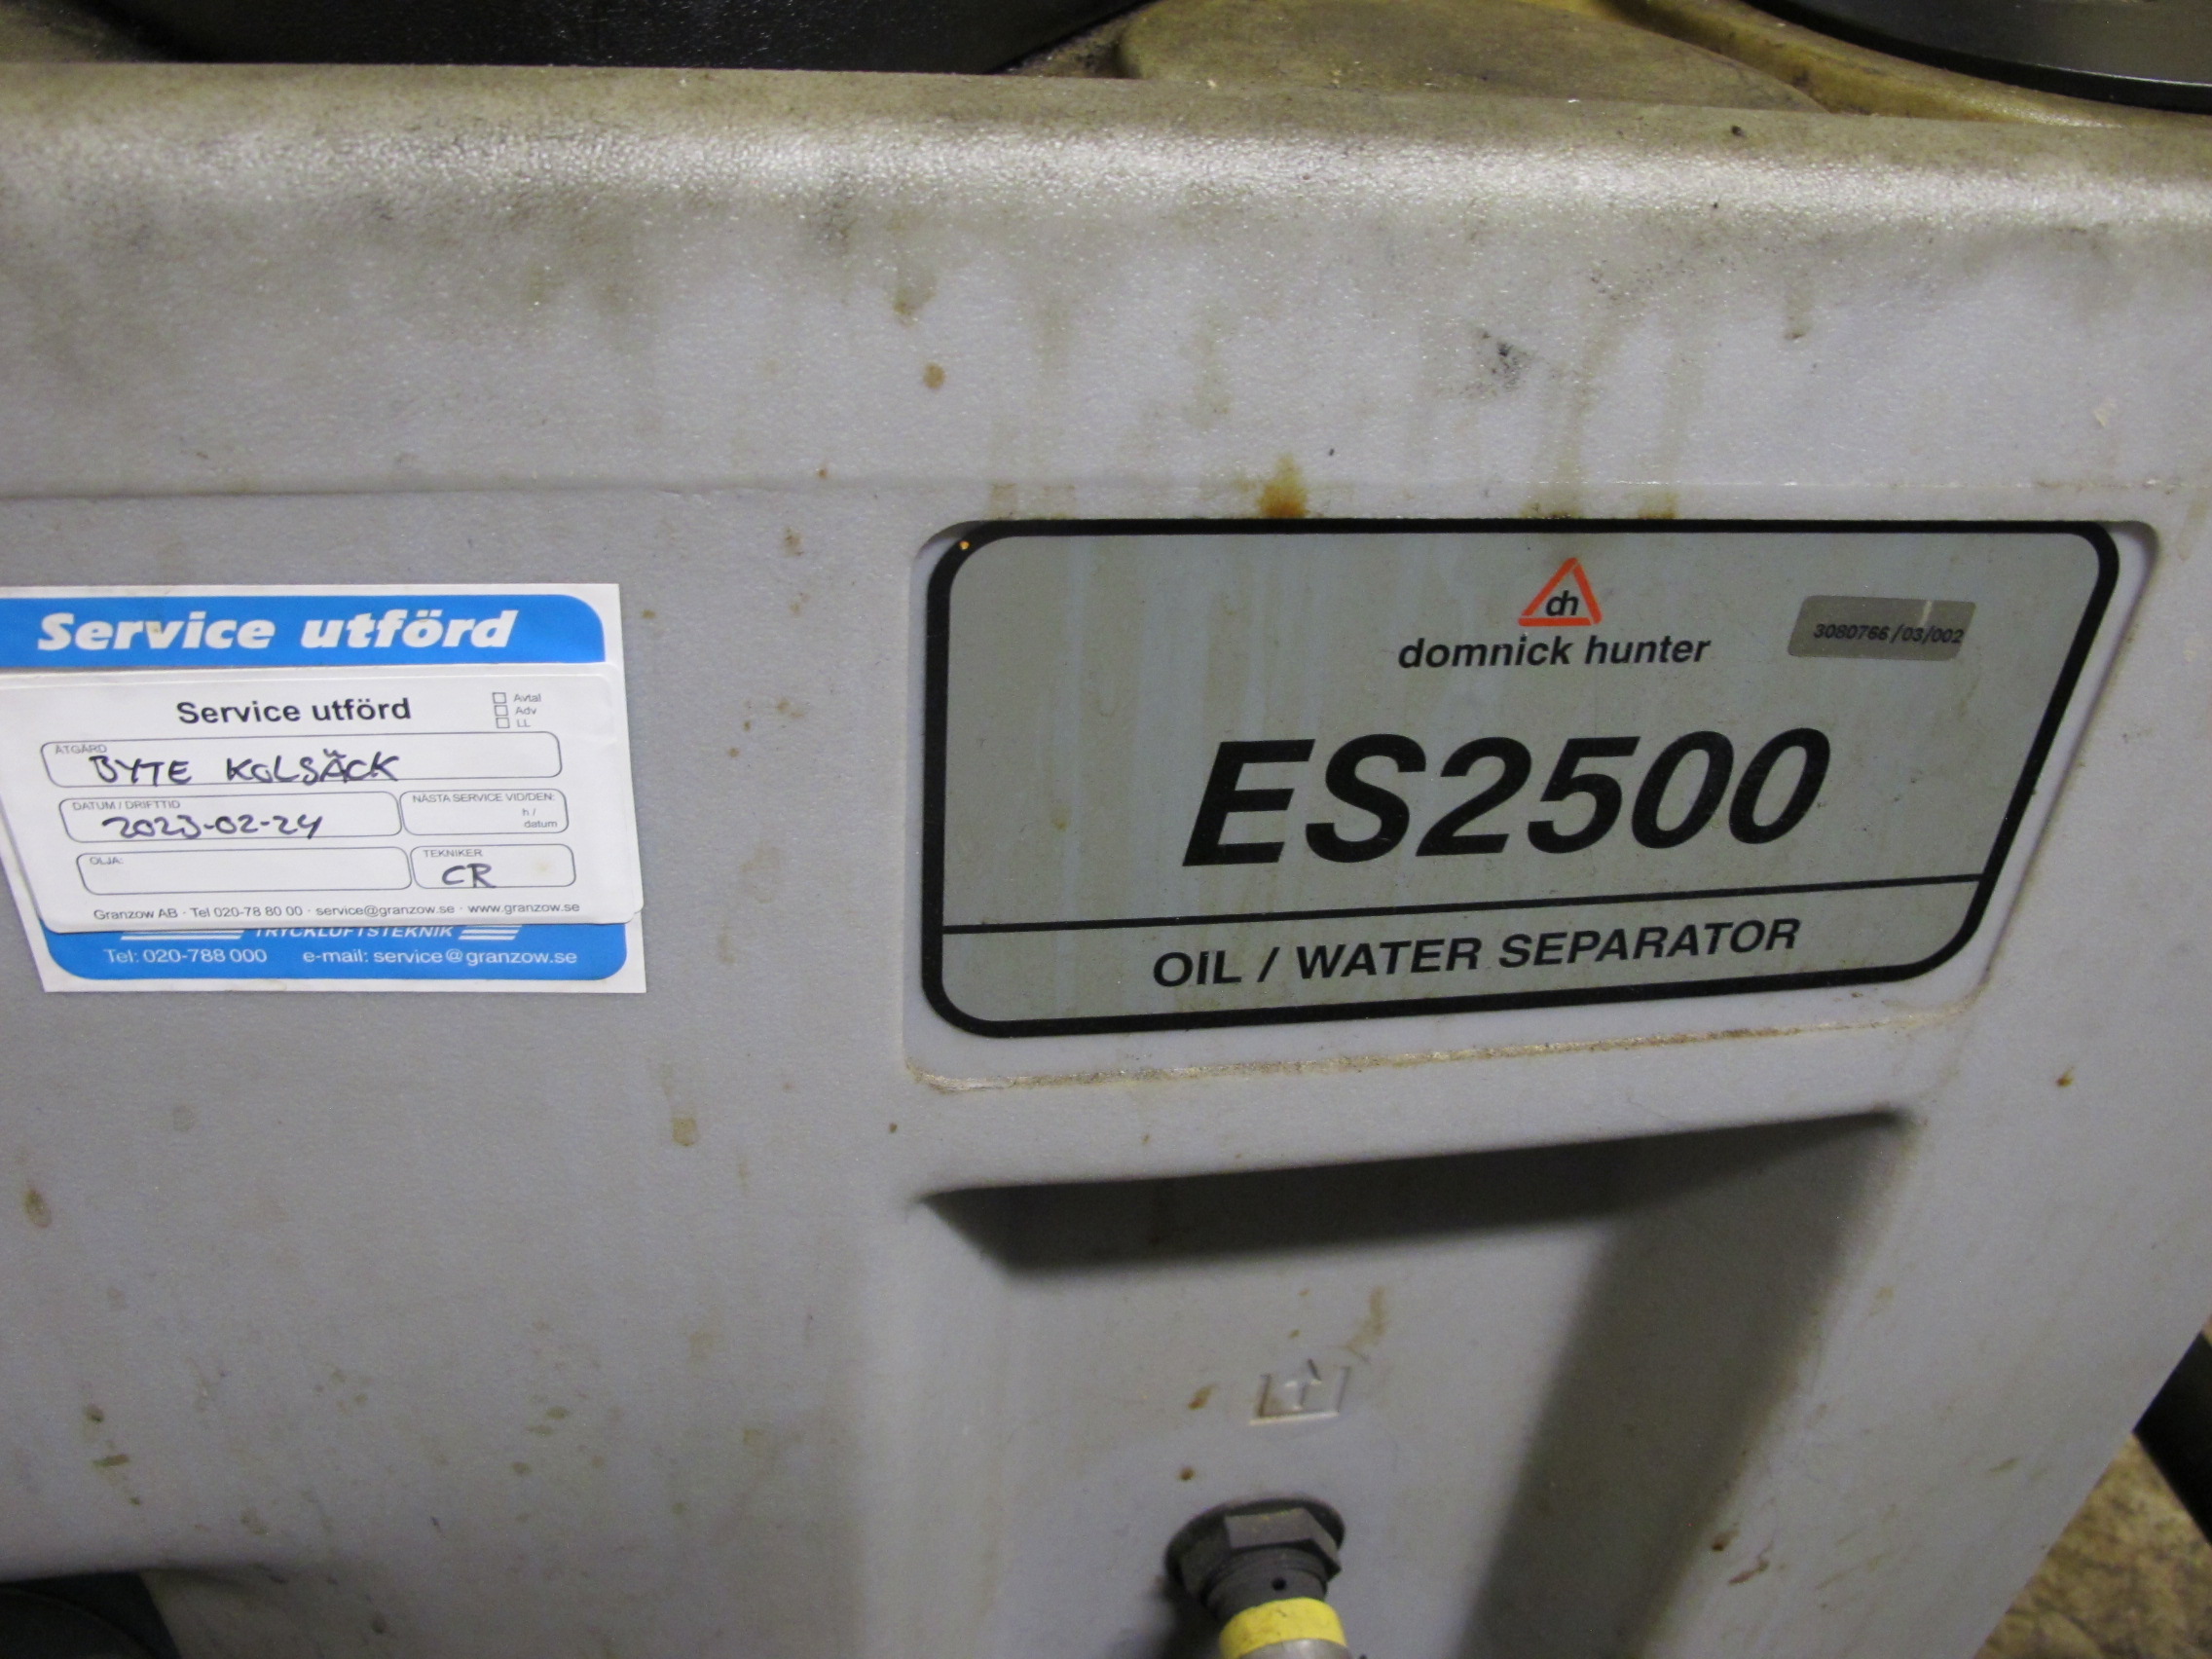 Service utförd
Service utförd
Avtal
Adv
LL
ÅTGÄRD
BYTE KOLSÄCK
DATUM / DRIFTTID
2023-02-24
NÄSTA SERVICE VID/DEN:
h /
datum
OLJA:
TEKNIKER
CR
Granzow AB · Tel 020-78 80 00 · service@granzow.se · www.granzow.se
TRYCKLUFTSTEKNIK
Tel: 020-788 000 e-mail: service@granzow.se
dh
domnick hunter
3080766/03/002
ES2500
OIL / WATER SEPARATOR